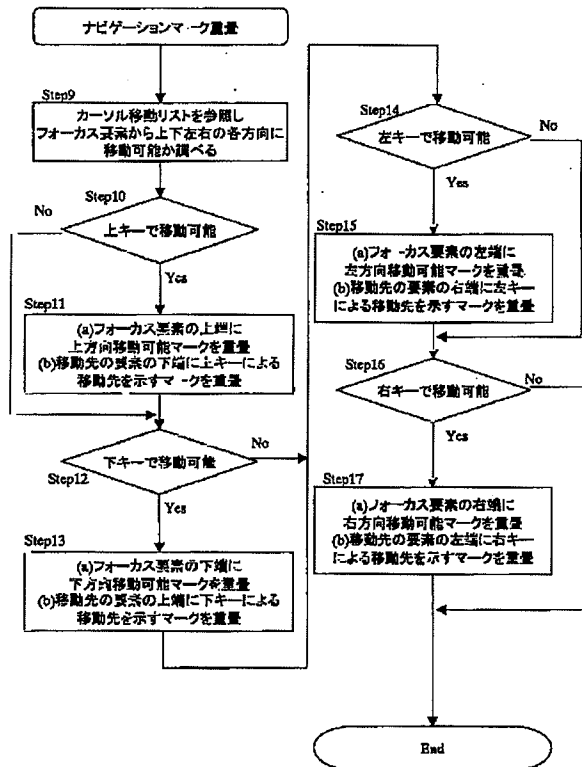 ナビゲーションマーク重畳
Step9
カーソル移動リストを参照し
フォーカス要素から上下左右の各方向に
移動可能か調べる
Step10
No
上キーで移動可能
Yes
Step11
(a)フォーカス要素の上端に
上方向移動可能マークを重畳
(b)移動先の要素の下端に上キーによる
移動先を示すマークを重畳
下キーで移動可能
No
Step12
Yes
Step13
(a)フォーカス要素の下端に
下方向移動可能マークを重畳
(b)移動先の要素の上端に下キーによる
移動先を示すマークを重畳
Step14
No
左キーで移動可能
Yes
Step15
(a)フォーカス要素の左端に
左方向移動可能マークを重畳
(b)移動先の要素の右端に左キー
による移動先を示すマークを重畳
Step16
右キーで移動可能
No
Yes
Step17
(a)フォーカス要素の右端に
右方向移動可能マークを重畳
(b)移動先の要素の左端に右キー
による移動先を示すマークを重畳
End